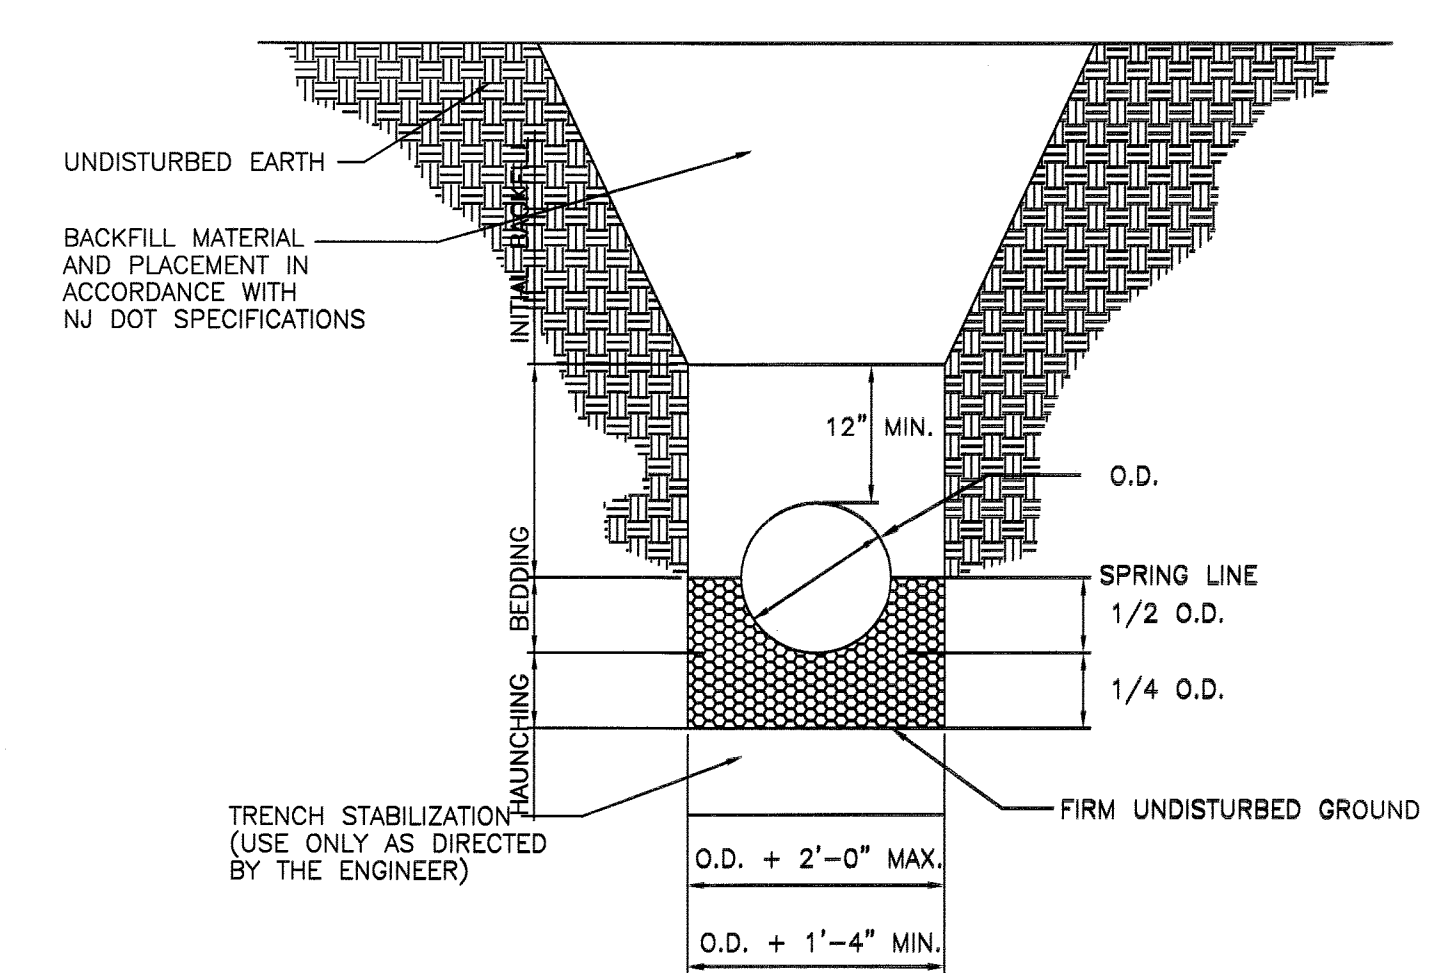 UNDISTURBED EARTH
BACKFILL MATERIAL
AND PLACEMENT IN
ACCORDANCE WITH
NJ DOT SPECIFICATIONS
INITIAL BACKFILL
12" MIN.
O.D.
BEDDING
SPRING LINE
1/2 O.D.
HAUNCHING
1/4 O.D.
TRENCH STABILIZATION
(USE ONLY AS DIRECTED
BY THE ENGINEER)
FIRM UNDISTURBED GROUND
O.D. + 2'-0" MAX.
O.D. + 1'-4" MIN.